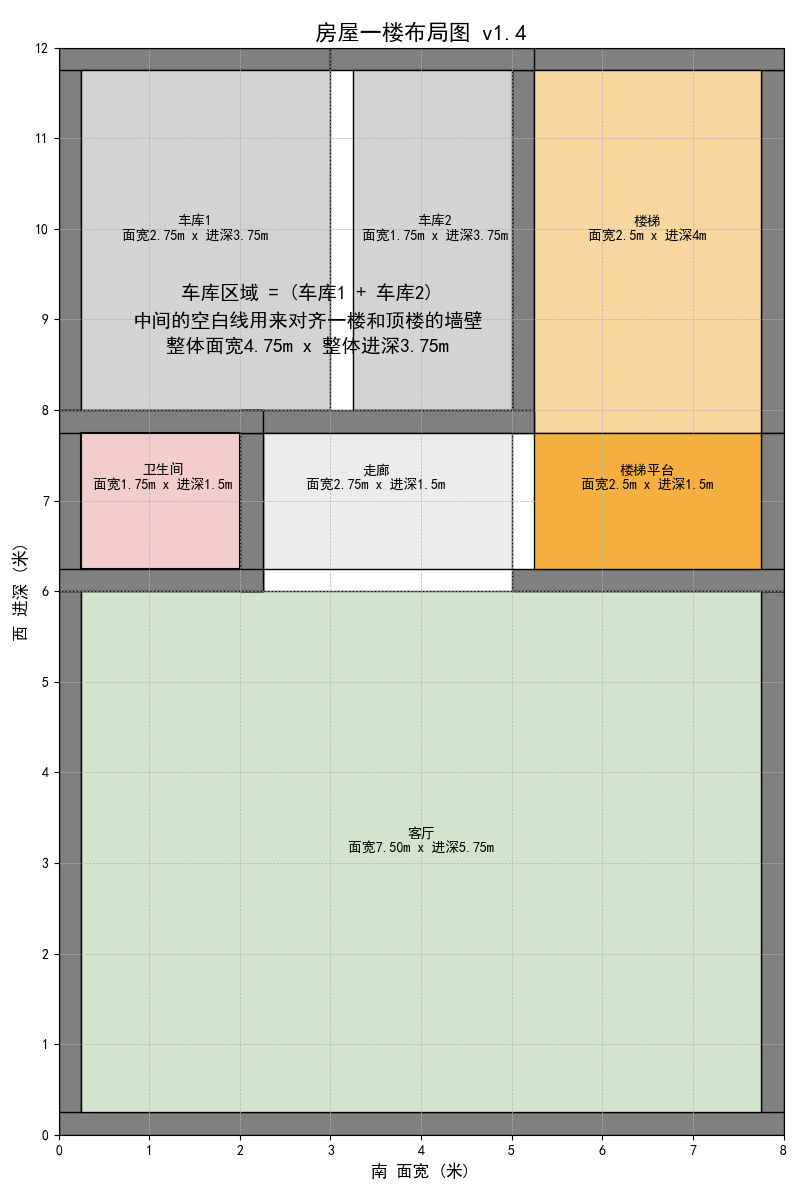 房屋一楼布局图 v1.4
12
11
10
9
8
7
6
5
4
3
2
1
0
西 进深 (米)
车库1
面宽2.75m x 进深3.75m
车库2
面宽1.75m x 进深3.75m
楼梯
面宽2.5m x 进深4m
车库区域 = (车库1 + 车库2)
中间的空白线用来对齐一楼和顶楼的墙壁
整体面宽4.75m x 整体进深3.75m
卫生间
面宽1.75m x 进深1.5m
走廊
面宽2.75m x 进深1.5m
楼梯平台
面宽2.5m x 进深1.5m
客厅
面宽7.50m x 进深5.75m
0 1 2 3 4 5 6 7 8
南 面宽 (米)